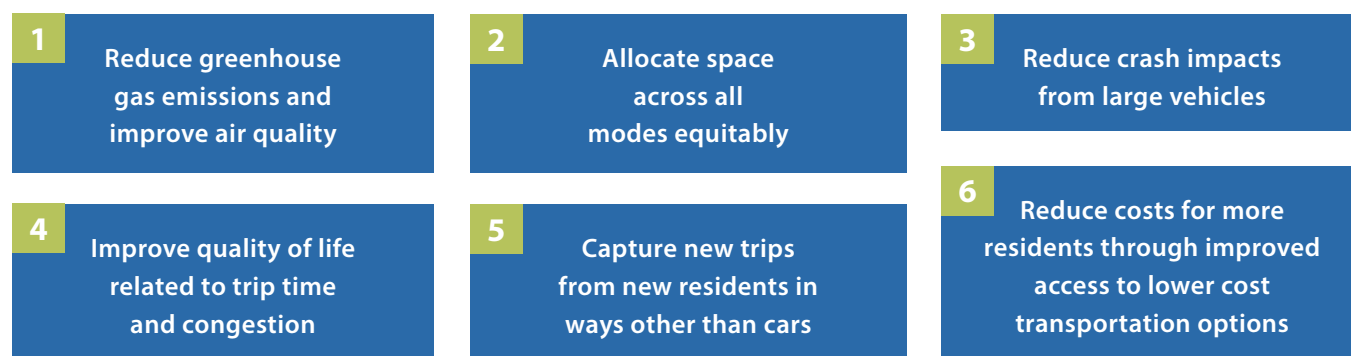 1
Reduce greenhouse
gas emissions and
improve air quality
2
Allocate space
across all
modes equitably
3
Reduce crash impacts
from large vehicles
4
Improve quality of life
related to trip time
and congestion
5
Capture new trips
from new residents in
ways other than cars
6
Reduce costs for more
residents through improved
access to lower cost
transportation options